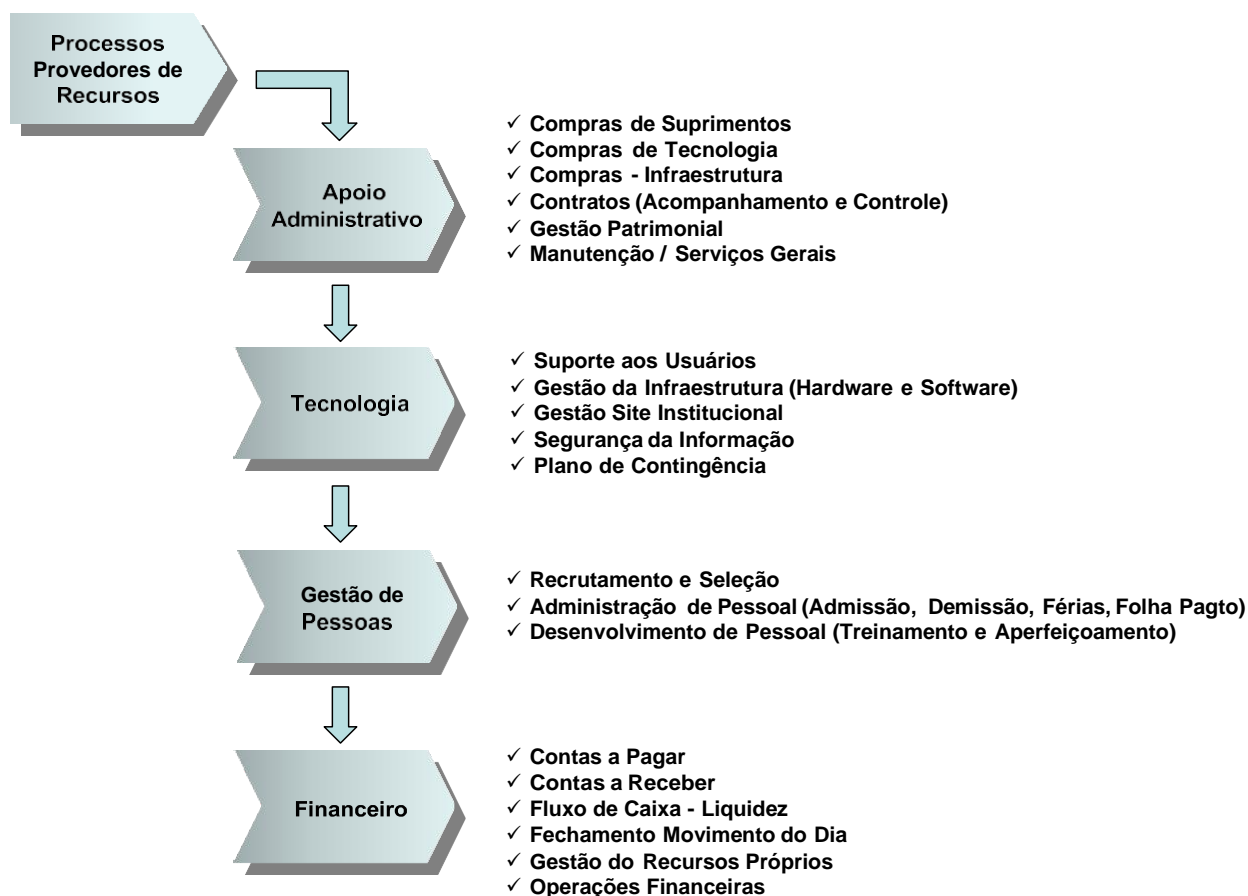 Processos
Provedores de
Recursos
Apoio
Administrativo
✓ Compras de Suprimentos
✓ Compras de Tecnologia
✓ Compras - Infraestrutura
✓ Contratos (Acompanhamento e Controle)
✓ Gestão Patrimonial
✓ Manutenção / Serviços Gerais
Tecnologia
✓ Suporte aos Usuários
✓ Gestão da Infraestrutura (Hardware e Software)
✓ Gestão Site Institucional
✓ Segurança da Informação
✓ Plano de Contingência
Gestão de
Pessoas
✓ Recrutamento e Seleção
✓ Administração de Pessoal (Admissão, Demissão, Férias, Folha Pagto)
✓ Desenvolvimento de Pessoal (Treinamento e Aperfeiçoamento)
Financeiro
✓ Contas a Pagar
✓ Contas a Receber
✓ Fluxo de Caixa - Liquidez
✓ Fechamento Movimento do Dia
✓ Gestão do Recursos Próprios
✓ Operações Financeiras